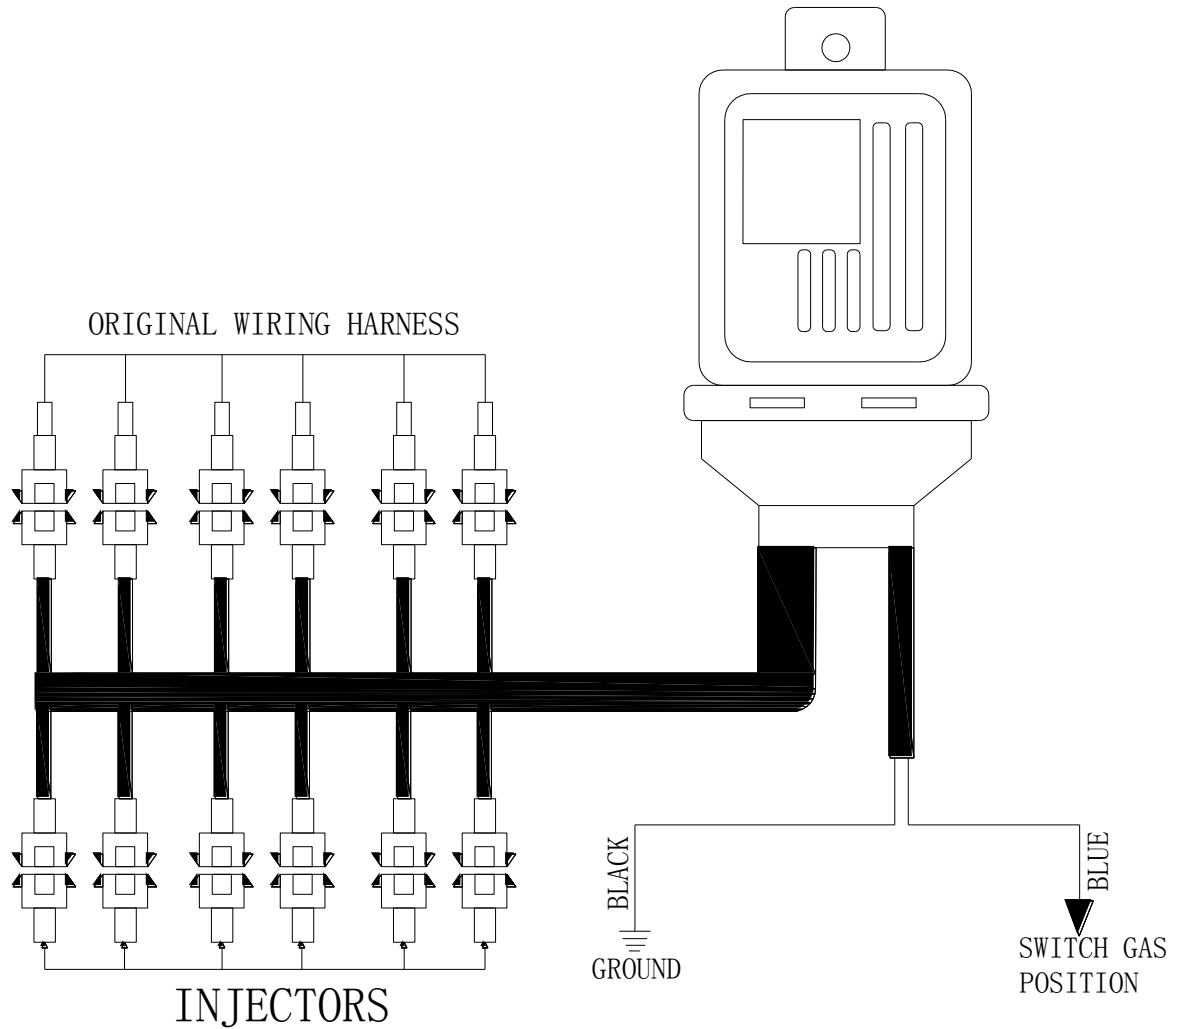 ORIGINAL WIRING HARNESS
BLACK
BLUE
GROUND
SWITCH GAS
POSITION
INJECTORS